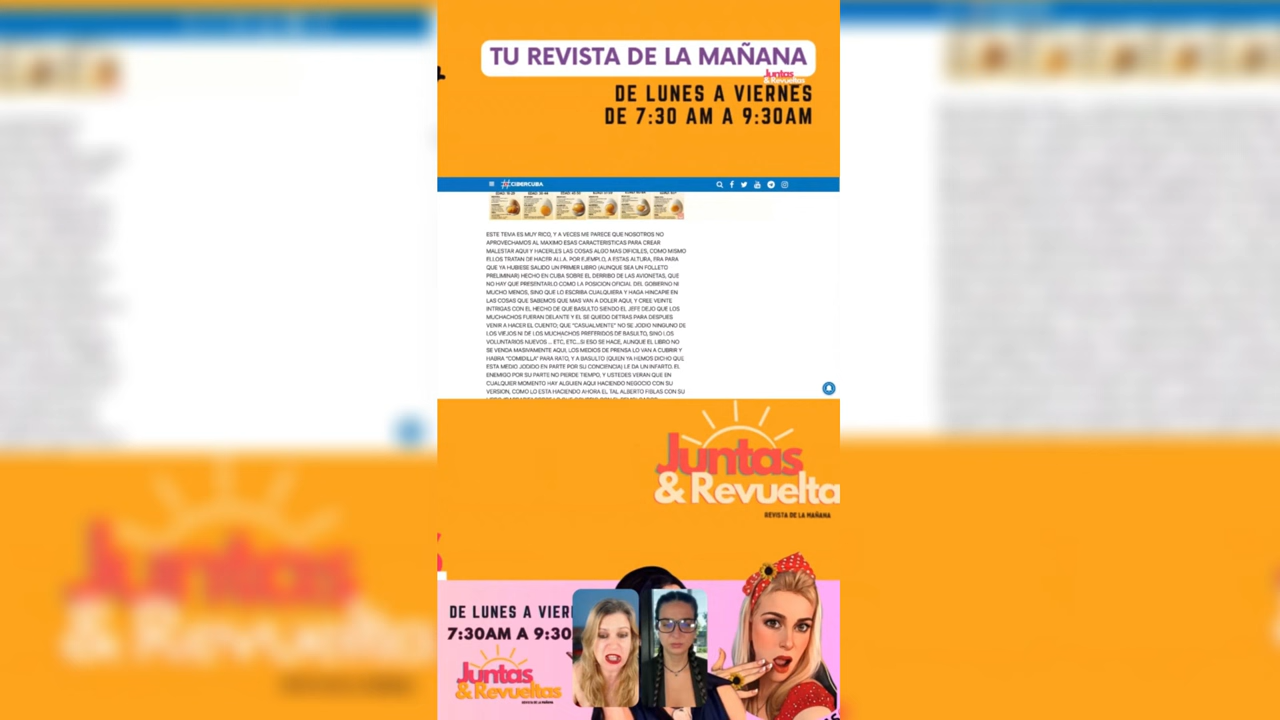 TU REVISTA DE LA MAÑANA
Juntas
& Revueltas
DE LUNES A VIERNES
DE 7:30 AM A 9:30AM
#CIBERCUBA
ESTE TEMA ES MUY RICO, Y A VECES ME PARECE QUE NOSOTROS NO
APROVECHAMOS AL MAXIMO ESAS CARACTERISTICAS PARA CREAR
MALESTAR AQUI Y HACERLES LAS COSAS ALGO MAS DIFICILES, COMO MISMO
ELLOS TRATAN DE HACER ALLA. POR EJEMPLO, A ESTAS ALTURA, ERA PARA
QUE YA HUBIESE SALIDO UN PRIMER LIBRO (AUNQUE SEA UN FOLLETO
PRELIMINAR) HECHO EN CUBA SOBRE EL DERRIBO DE LAS AVIONETAS, QUE
NO HAY QUE PRESENTARLO COMO LA POSICION OFICIAL DEL GOBIERNO NI
MUCHO MENOS, SINO QUE LO ESCRIBA CUALQUIERA Y HAGA HINCAPIE EN
LAS COSAS QUE SABEMOS QUE MAS VAN A DOLER AQUI, Y CREE VEINTE
INTRIGAS CON EL HECHO DE QUE BASULTO SIENDO EL JEFE DEJO QUE LOS
MUCHACHOS FUERAN DELANTE Y EL SE QUEDO DETRAS PARA DESPUES
VENIR A HACER EL CUENTO; QUE "CASUALMENTE" NO SE JODIO NINGUNO DE
LOS VIEJOS NI DE LOS MUCHACHOS PREFERIDOS DE BASULTO, SINO LOS
VOLUNTARIOS NUEVOS ... ETC, ETC...SI ESO SE HACE, AUNQUE EL LIBRO NO
SE VENDA MASIVAMENTE AQUI, LOS MEDIOS DE PRENSA LO VAN A CUBRIR Y
HABRA "COMIDILLA" PARA RATO, Y A BASULTO (QUIEN YA HEMOS DICHO QUE
ESTA MEDIO JODIDO EN PARTE POR SU CONCIENCIA) LE DA UN INFARTO. EL
ENEMIGO POR SU PARTE NO PIERDE TIEMPO, Y USTEDES VERAN QUE EN
CUALQUIER MOMENTO HAY ALGUIEN AQUI HACIENDO NEGOCIO CON SU
VERSION, COMO LO ESTA HACIENDO AHORA EL TAL ALBERTO FIBLAS CON SU
Juntas
& Revuelta
REVISTA DE LA MAÑANA
DE LUNES A VIER
7:30AM A 9:30
Juntas
& Revueltas
REVISTA DE LA MAÑANA